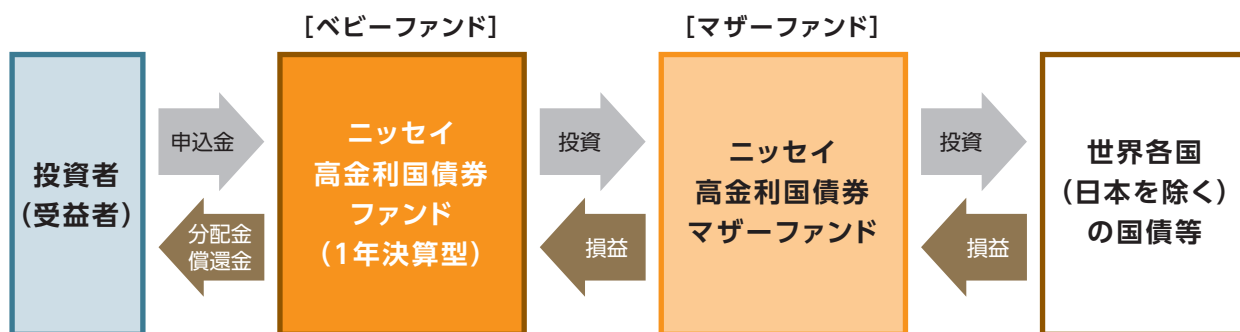 ［ベビーファンド］
［マザーファンド］
投資者
（受益者）
申込金
分配金
償還金
ニッセイ
高金利国債券
ファンド
（1年決算型）
投資
損益
ニッセイ
高金利国債券
マザーファンド
投資
損益
世界各国
（日本を除く）
の国債等